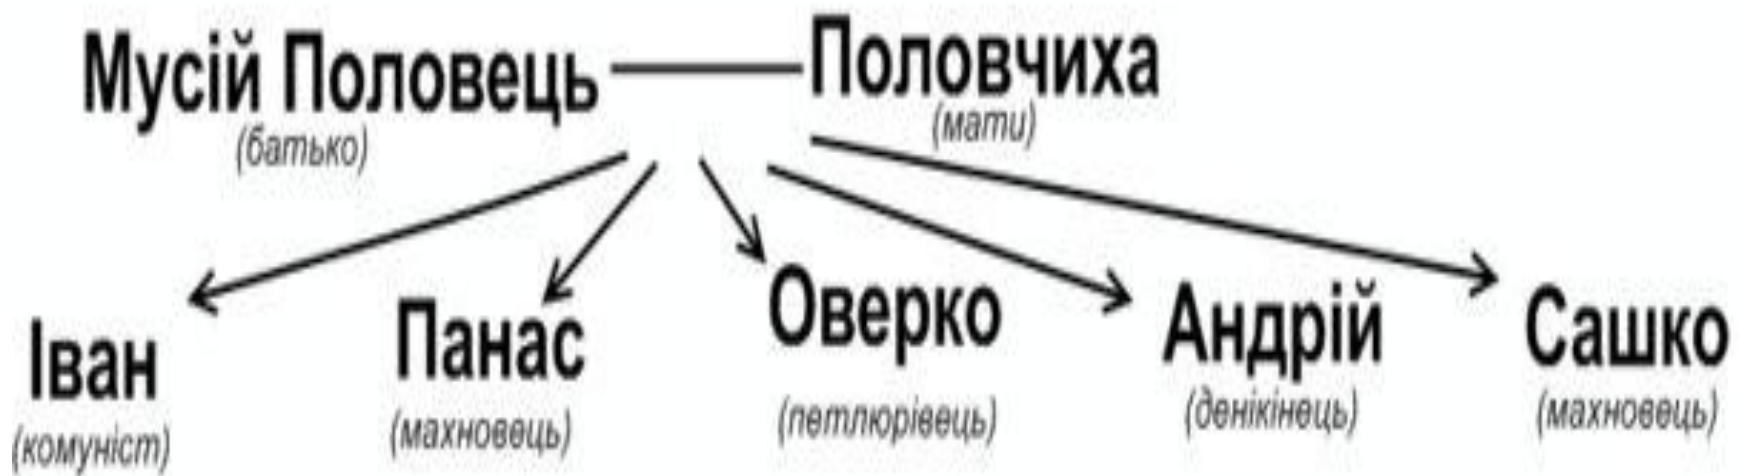 Мусій Половець Половчиха
(батько) (мати)
Іван Панас Оверко Андрій Сашко
(комуніст) (махновець) (петлюрівець) (денікінець) (махновець)